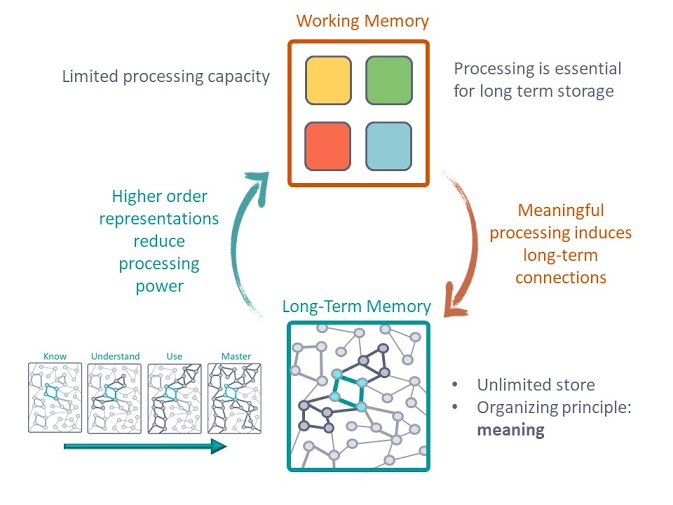 Working Memory
Limited processing capacity
Processing is essential
for long term storage
Higher order
representations
reduce
processing
power
Meaningful
processing induces
long-term
connections
Long-Term Memory
Know
Understand
Use
Master
• Unlimited store
• Organizing principle:
meaning